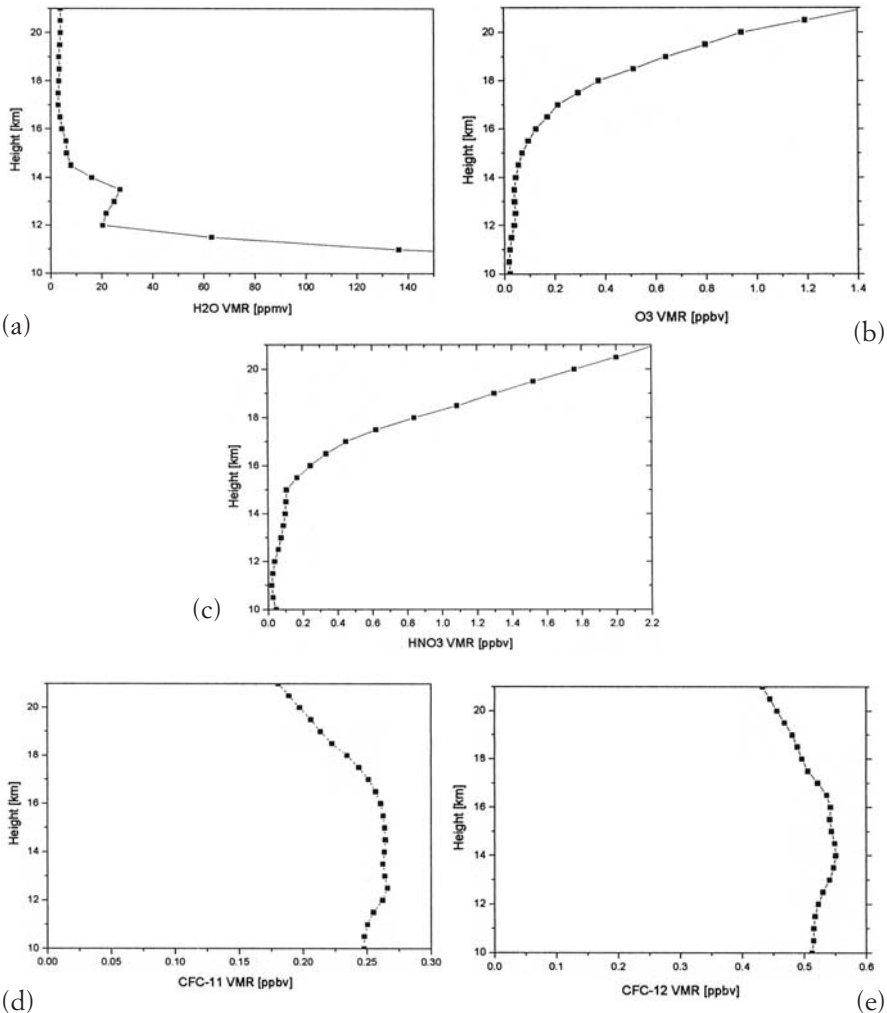 20
18
16
14
12
10
Height [km]
0 20 40 60 80 100 120 140
H2O VMR [ppmv]
(a)
20
18
16
14
12
10
Height [km]
0.0 0.2 0.4 0.6 0.8 1.0 1.2 1.4
O3 VMR [ppbv]
(b)
20
18
16
14
12
10
Height [km]
0.0 0.2 0.4 0.6 0.8 1.0 1.2 1.4 1.6 1.8 2.0 2.2
HNO3 VMR [ppbv]
(c)
20
18
16
14
12
10
Height [km]
0.00 0.05 0.10 0.15 0.20 0.25 0.30
CFC-11 VMR [ppbv]
(d)
20
18
16
14
12
10
Height [km]
0.0 0.1 0.2 0.3 0.4 0.5 0.6
CFC-12 VMR [ppbv]
(e)